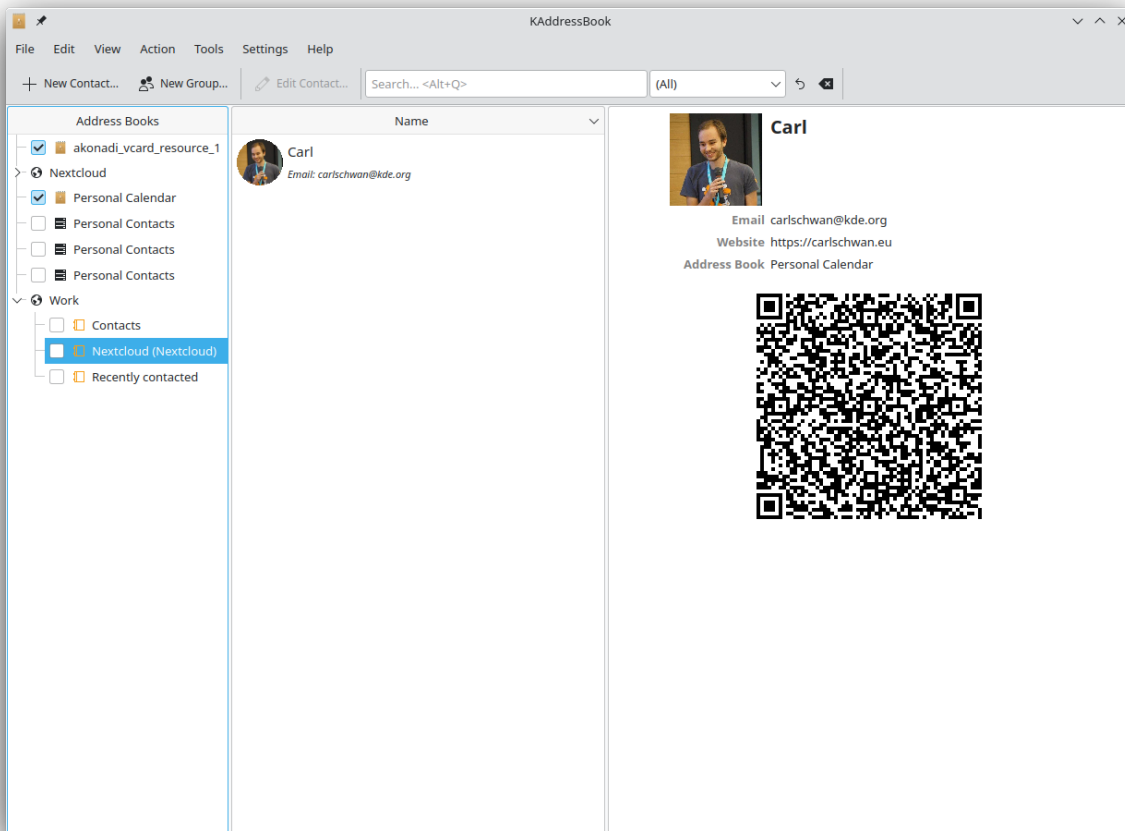 KAddressBook
File Edit View Action Tools Settings Help
New Contact... New Group... Edit Contact... Search... <Alt+Q> (All)
Address Books
akonadi_vcard_resource_1
Nextcloud
Personal Calendar
Personal Contacts
Personal Contacts
Personal Contacts
Work
Contacts
Nextcloud (Nextcloud)
Recently contacted
Name
Carl
Email: carlschwan@kde.org
Carl
Email carlschwan@kde.org
Website https://carlschwan.eu
Address Book Personal Calendar